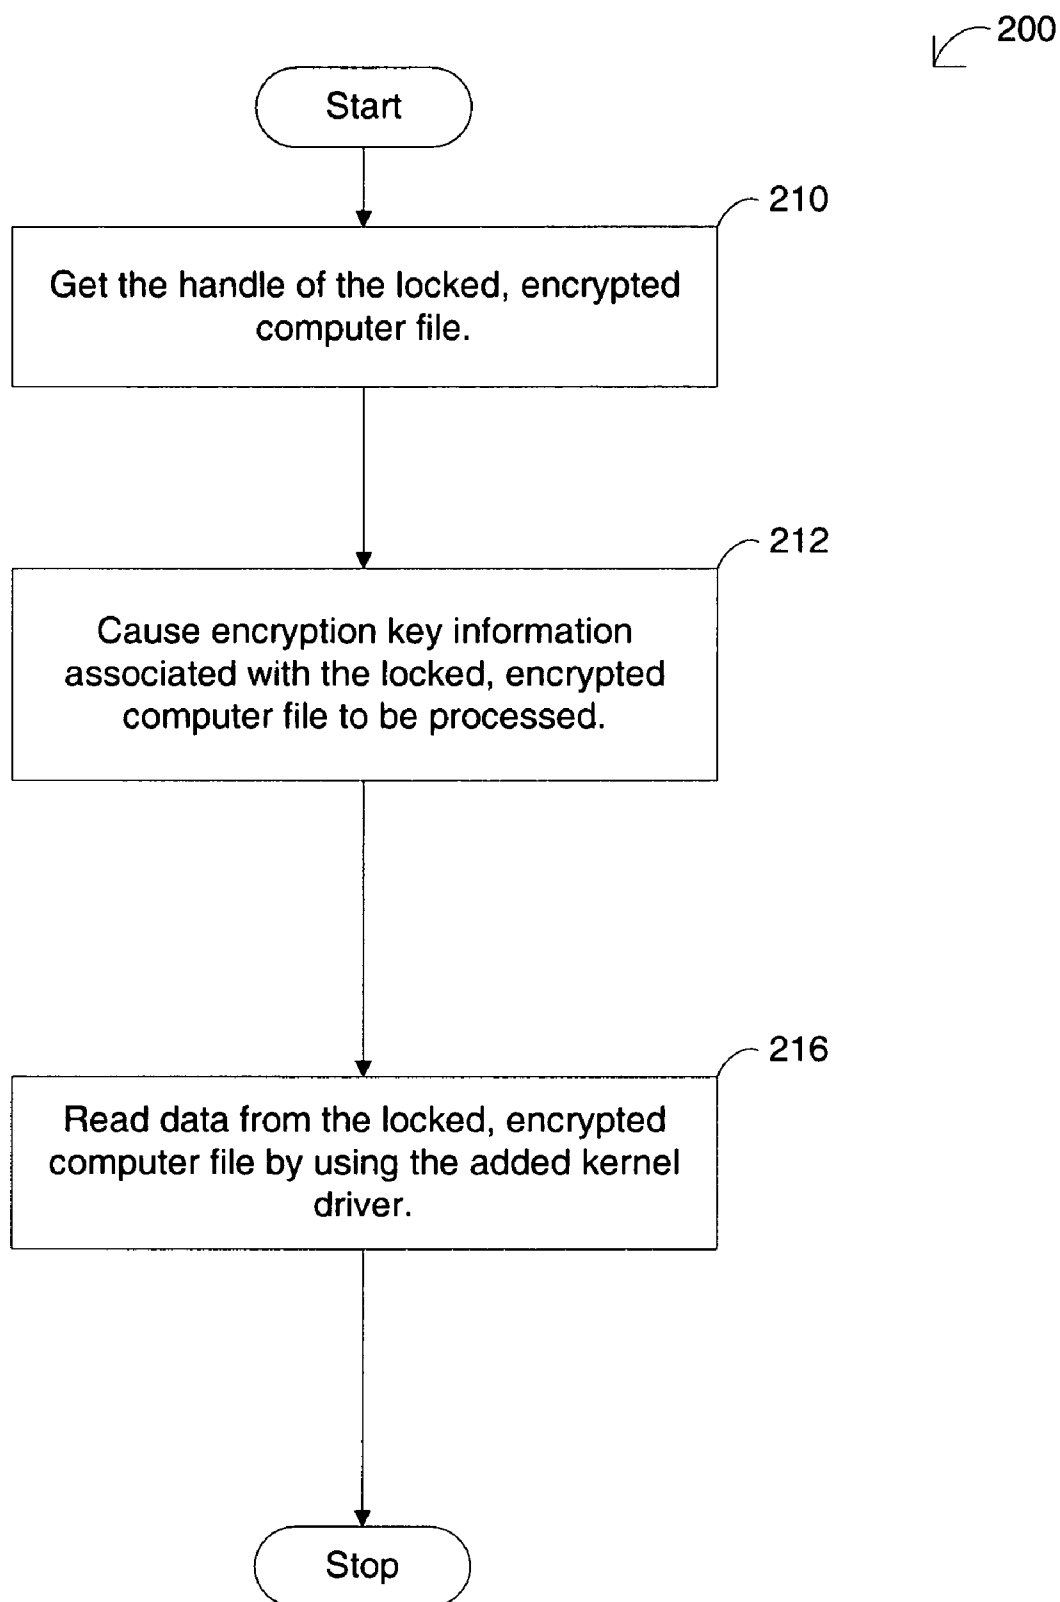 200
Start
210
Get the handle of the locked, encrypted
computer file.
212
Cause encryption key information
associated with the locked, encrypted
computer file to be processed.
216
Read data from the locked, encrypted
computer file by using the added kernel
driver.
Stop